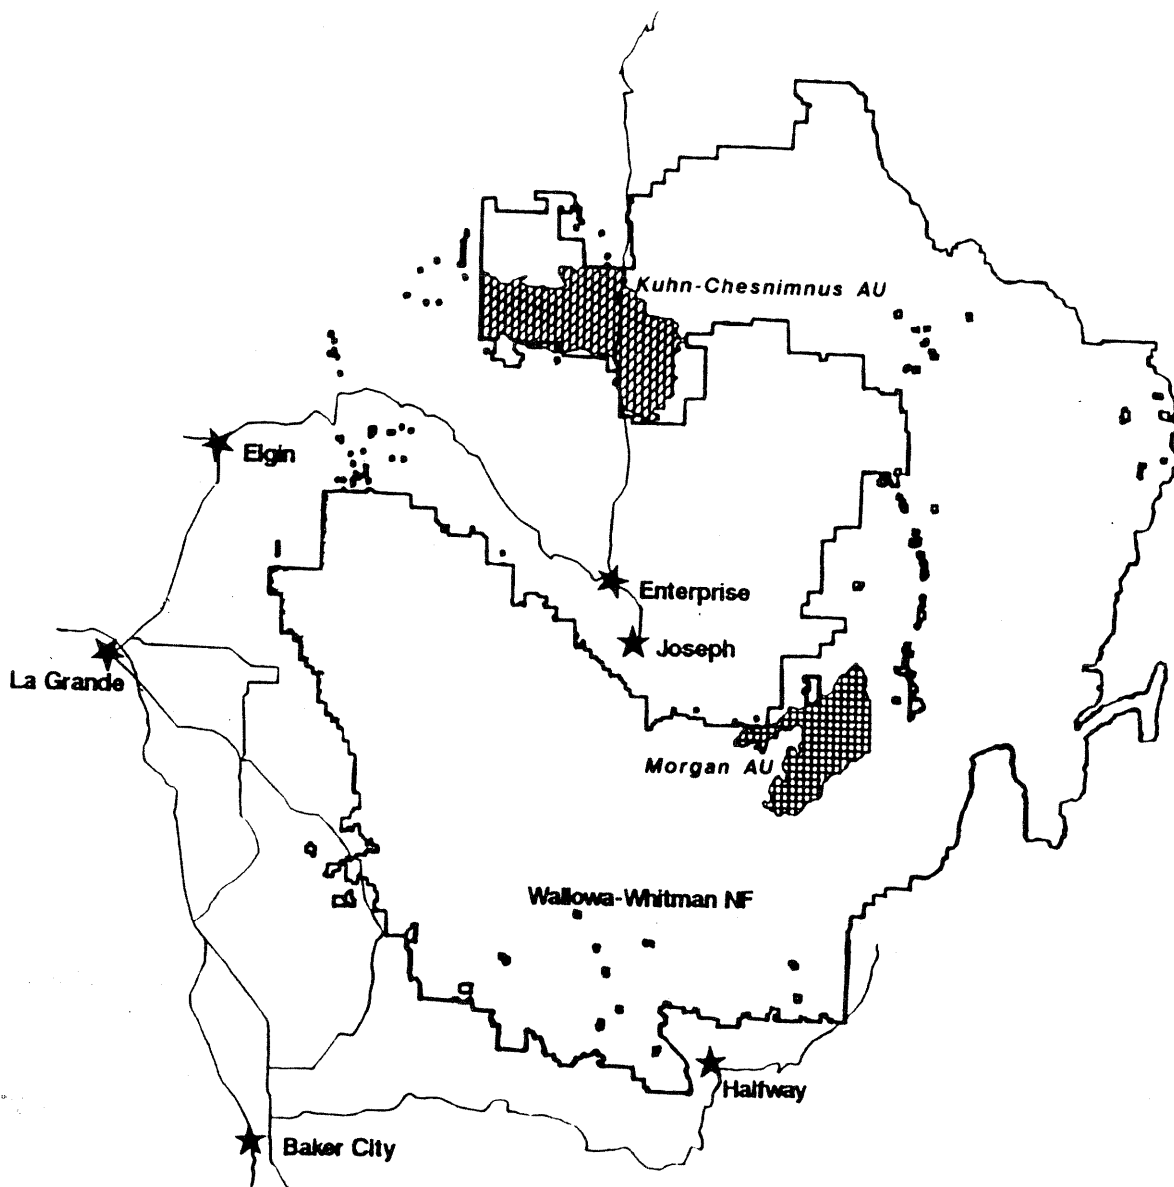 Kuhn-Chesnimnus AU
Elgin
Enterprise
Joseph
La Grande
Morgan AU
Wallowa-Whitman NF
Halfway
Baker City